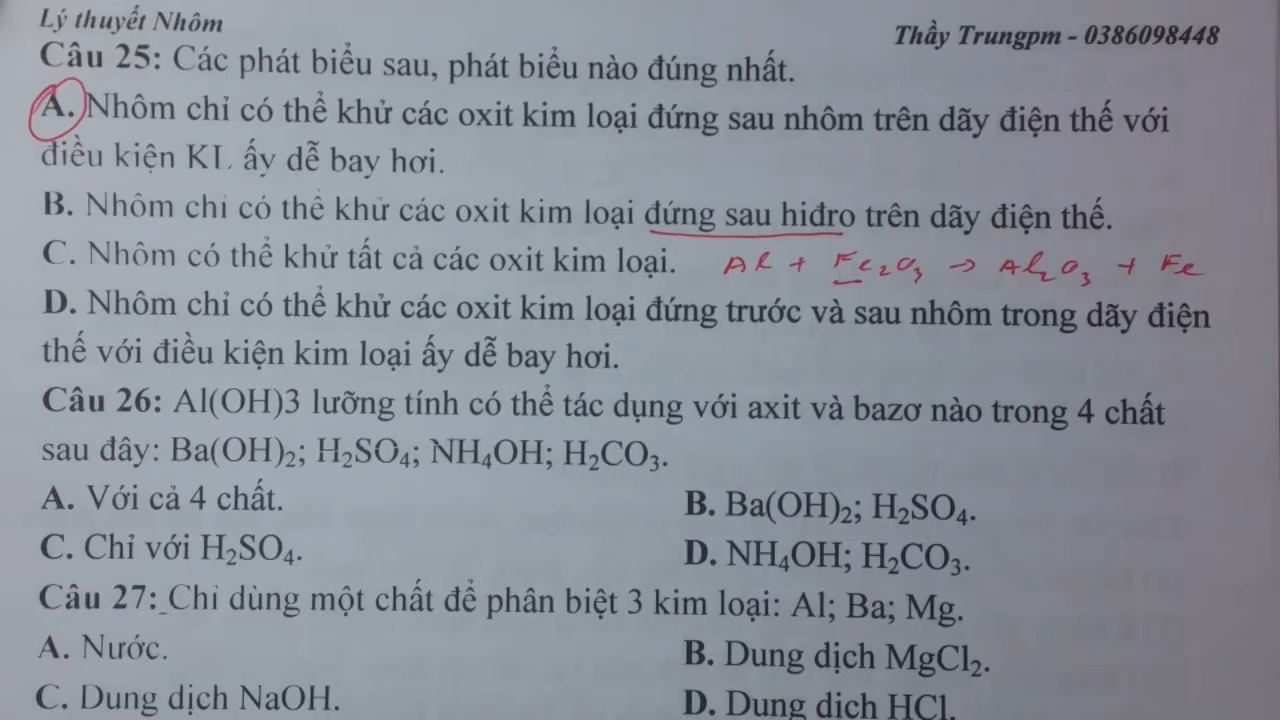 Lý thuyết Nhôm
Thầy Trungpm - 0386098448
Câu 25: Các phát biểu sau, phát biểu nào đúng nhất.
A. Nhôm chỉ có thể khử các oxit kim loại đứng sau nhôm trên dãy điện thế với
điều kiện KL ấy dễ bay hơi.
B. Nhôm chỉ có thể khử các oxit kim loại đứng sau hiđro trên dãy điện thế.
C. Nhôm có thể khử tất cả các oxit kim loại. Al + Fe₂O₃ → Al₂O₃ + Fe
D. Nhôm chỉ có thể khử các oxit kim loại đứng trước và sau nhôm trong dãy điện
thế với điều kiện kim loại ấy dễ bay hơi.
Câu 26: Al(OH)3 lưỡng tính có thể tác dụng với axit và bazơ nào trong 4 chất
sau đây: Ba(OH)₂; H₂SO₄; NH₄OH; H₂CO₃.
A. Với cả 4 chất. B. Ba(OH)₂; H₂SO₄.
C. Chỉ với H₂SO₄. D. NH₄OH; H₂CO₃.
Câu 27: Chỉ dùng một chất để phân biệt 3 kim loại: Al; Ba; Mg.
A. Nước. B. Dung dịch MgCl₂.
C. Dung dịch NaOH. D. Dung dịch HCl.